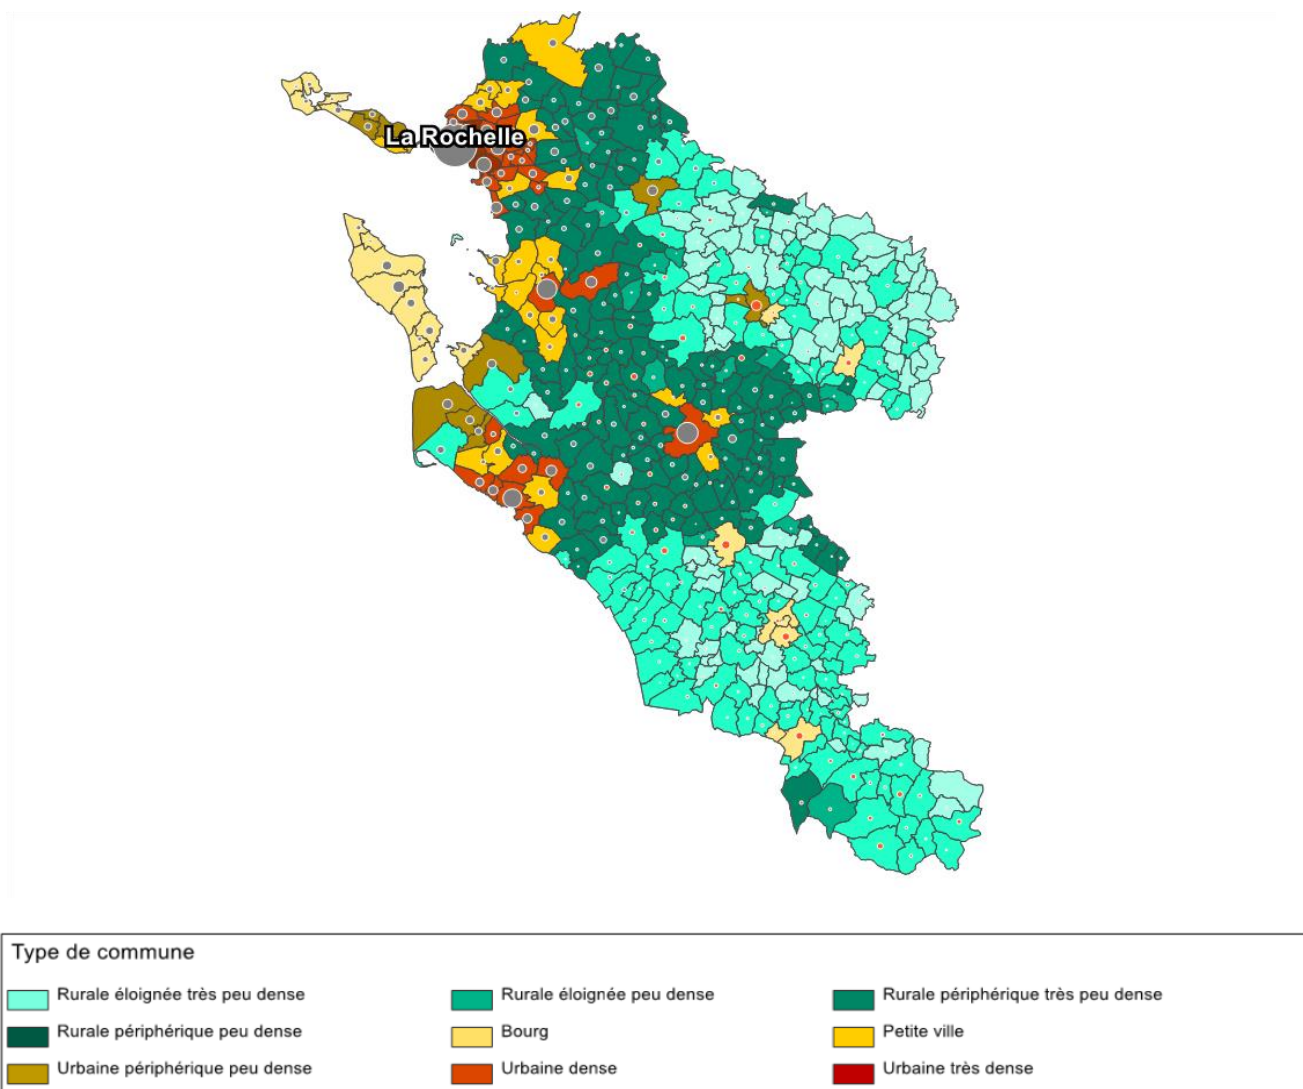 La Rochelle
Type de commune
Rurale éloignée très peu dense
Rurale éloignée peu dense
Rurale périphérique très peu dense
Rurale périphérique peu dense
Bourg
Petite ville
Urbaine périphérique peu dense
Urbaine dense
Urbaine très dense